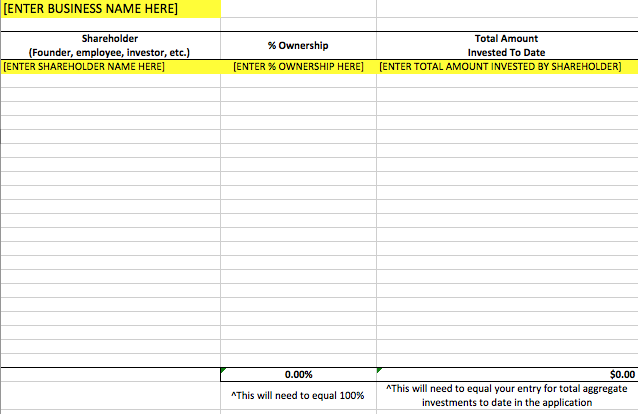 [ENTER BUSINESS NAME HERE]
Shareholder
(Founder, employee, investor, etc.)
% Ownership
Total Amount
Invested To Date
[ENTER SHAREHOLDER NAME HERE]
[ENTER % OWNERSHIP HERE]
[ENTER TOTAL AMOUNT INVESTED BY SHAREHOLDER]
0.00%
$0.00
^This will need to equal 100%
^This will need to equal your entry for total aggregate
investments to date in the application